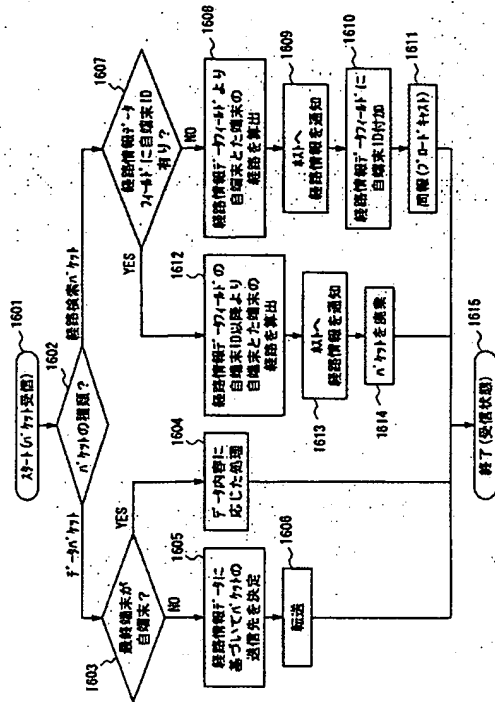 1601
スタート(パケット受信)
1602
パケットの種類?
データパケット
経路検索パケット
1603
最終端末が
自端末?
YES
NO
1604
データ内容に
応じた処理
1605
経路情報データに
基づいてパケットの
送信先を決定
1606
転送
1607
経路情報データ
フィールドに自端末ID
有り?
YES
NO
1612
経路情報データフィールドの
自端末ID以降より
自端末とた端末の
経路を算出
1613
ホストへ
経路情報を通知
1614
パケットを廃棄
1608
経路情報データフィールドより
自端末とた端末の
経路を算出
1609
ホストへ
経路情報を通知
1610
経路情報データフィールドに
自端末ID付加
1611
同報(ブロードキャスト)
1615
終了(受信状態)